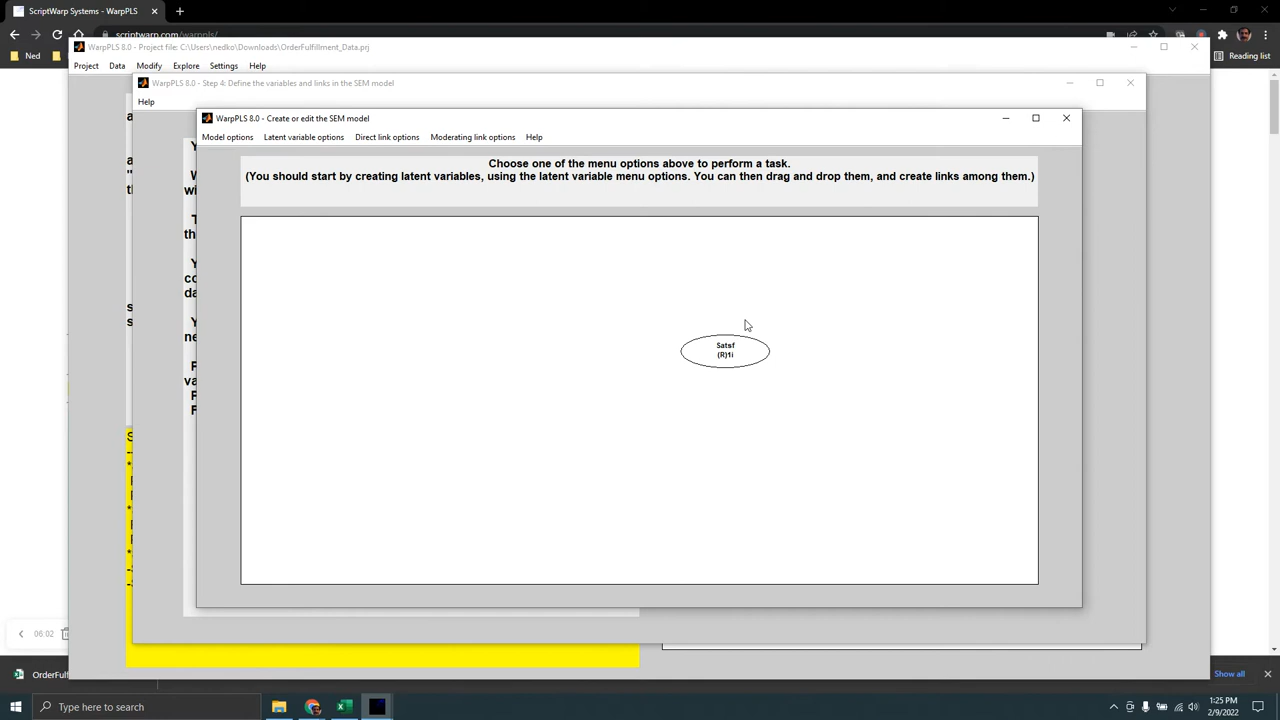 ScriptWarp Systems - WarpPLS
scriptwarp.com/warppls
Ned
Reading list
WarpPLS 8.0 - Project file: C:\Users\nedko\Downloads\OrderFulfillment_Data.prj
Project Data Modify Explore Settings Help
WarpPLS 8.0 - Step 4: Define the variables and links in the SEM model
Help
WarpPLS 8.0 - Create or edit the SEM model
Model options Latent variable options Direct link options Moderating link options Help
Choose one of the menu options above to perform a task.
(You should start by creating latent variables, using the latent variable menu options. You can then drag and drop them, and create links among them.)
Satsf
(R)1i
06:02
OrderFulfillm
Show all
Type here to search
1:25 PM
2/9/2022